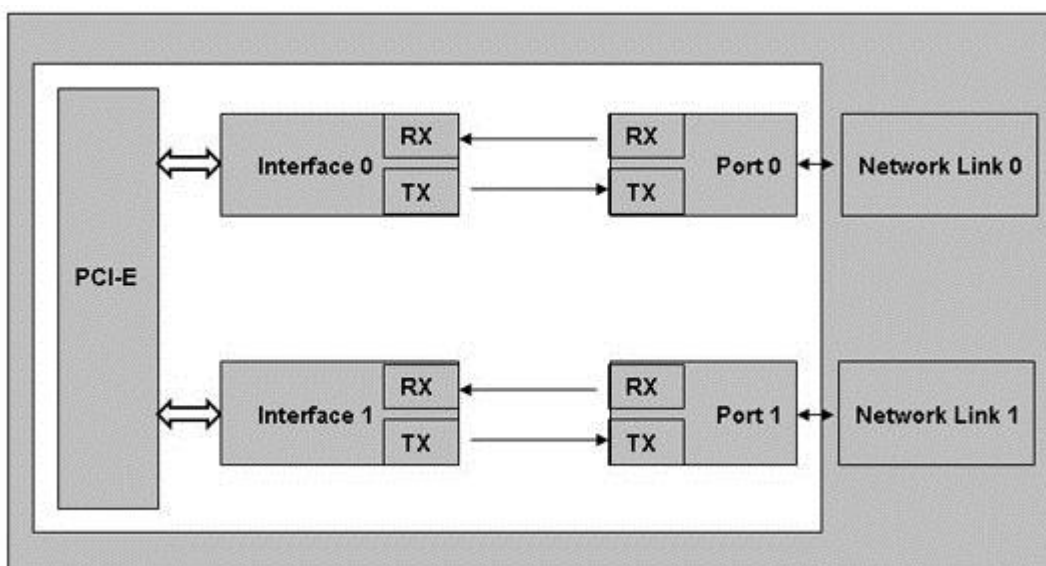 RX
RX
Interface 0
Port 0
Network Link 0
TX
TX
PCI-E
RX
RX
Interface 1
Port 1
Network Link 1
TX
TX